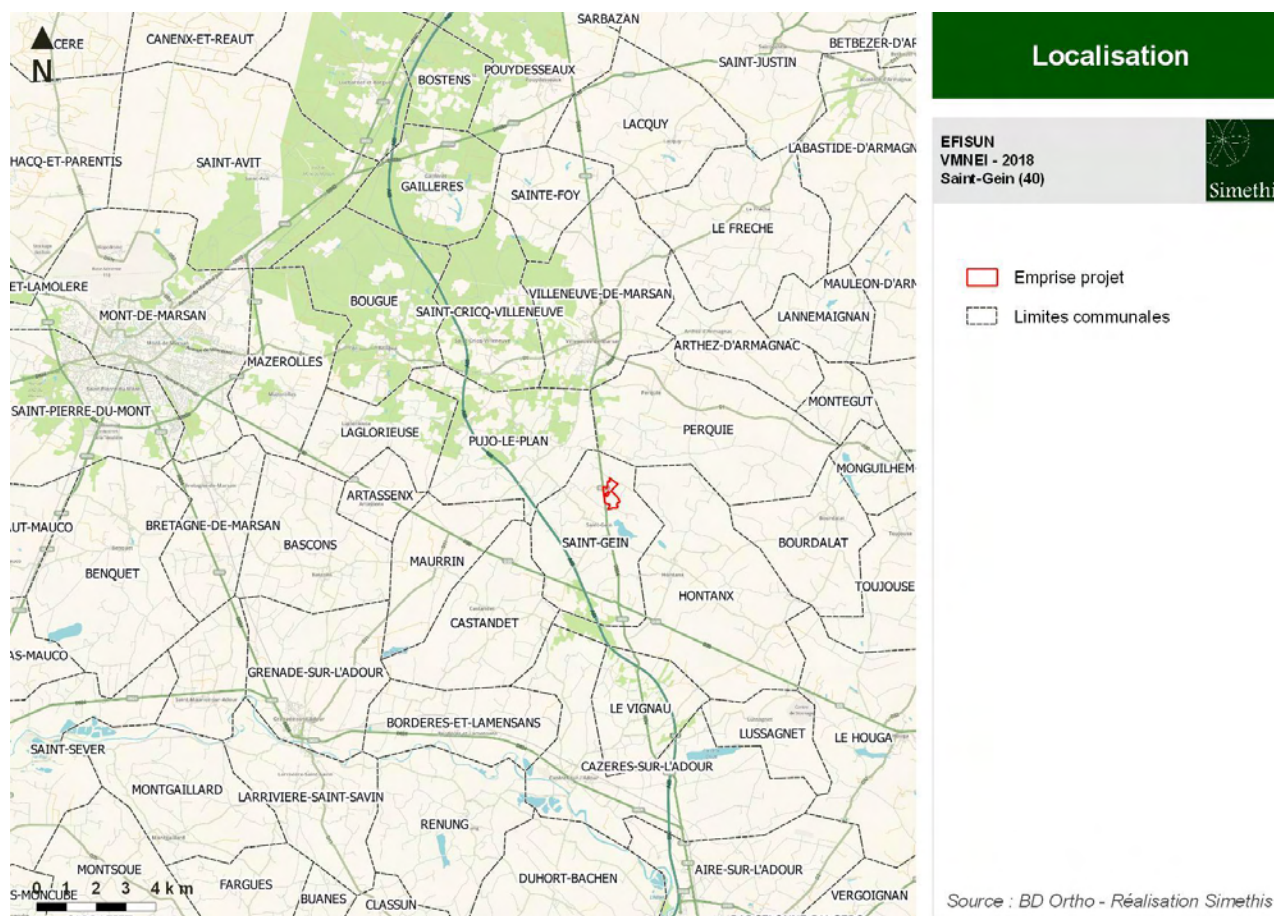 ACERE
CANENX-ET-REAUT
SARBAZAN
BETBEZER-D'AR
N
BOSTENS
POUYDESSEAUX
SAINT-JUSTIN
LACQUY
HACQ-ET-PARENTIS
SAINT-AVIT
LABASTIDE-D'ARMAGN
GAILLERES
SAINTE-FOY
LE FRECHE
ET-LAMOLERE
MAULEON-D'ARM
MONT-DE-MARSAN
BOUGUE
VILLENEUVE-DE-MARSAN
SAINT-CRICQ-VILLENEUVE
LANNEMAIGNAN
ARTHEZ-D'ARMAGNAC
MAZEROLLES
MONTEGUT
SAINT-PIERRE-DU-MONT
LAGLORIEUSE
PUJO-LE-PLAN
PERQUIE
MONGUILHEM
ARTASSENX
AUT-MAUCO
BRETAGNE-DE-MARSAN
BASCONS
SAINT-GEIN
BOURDALAT
MAURRIN
BENQUET
TOUJOUSE
HONTANX
CASTANDET
AS-MAUCO
GRENADE-SUR-L'ADOUR
LE VIGNAU
BORDERES-ET-LAMENSANS
LUSSAGNET
LE HOUGA
SAINT-SEVER
CAZERES-SUR-L'ADOUR
MONTGAILLARD
LARRIVIERE-SAINT-SAVIN
RENUNG
MONTSOUE
AIRE-SUR-L'ADOUR
FARGUES
DUHORT-BACHEN
S-MONCUBE
BUANES
CLASSUN
VERGOIGNAN
0 1 2 3 4 km
Localisation
EFISUN
VMNEI - 2018
Saint-Gein (40)
Simethi
Emprise projet
Limites communales
Source : BD Ortho - Réalisation Simethis